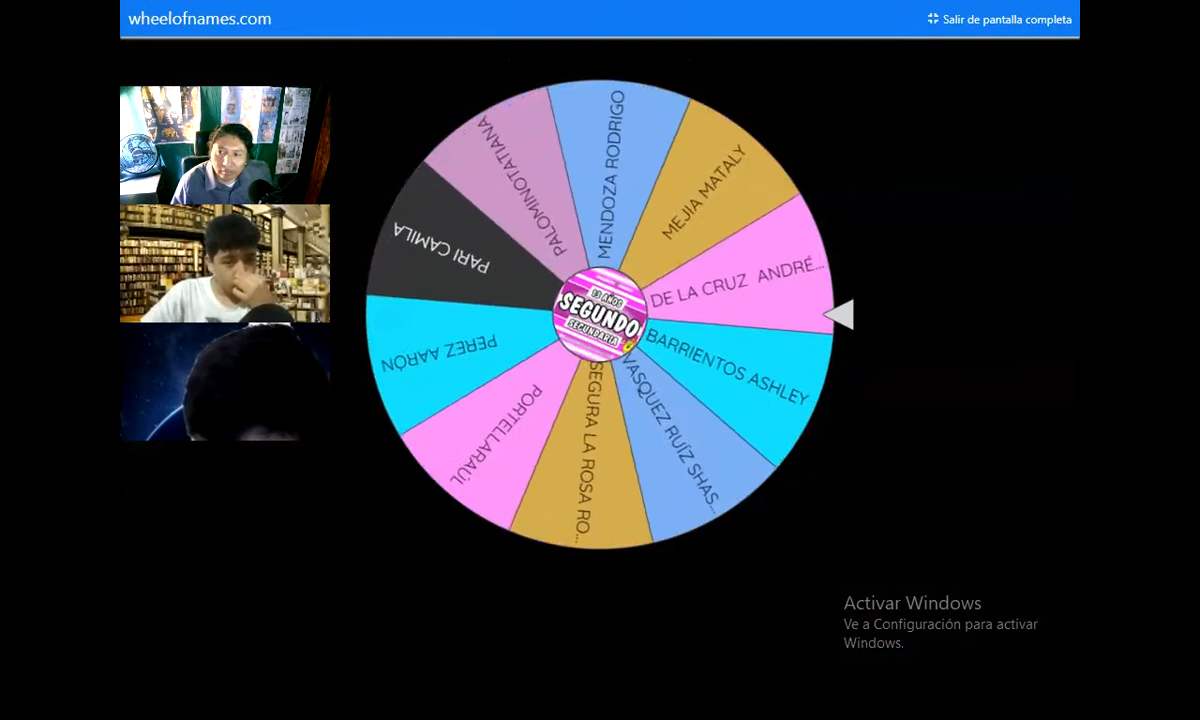 wheelofnames.com
Salir de pantalla completa
MENDOZA RODRIGO
MEJIA MATALY
DE LA CRUZ ANDRÉ...
BARRIENTOS ASHLEY
VASQUEZ RUÍZ SHAS...
SEGURA LA ROSA RO...
PORTELLARAÚL
PEREZ AARÓN
PARI CAMILA
PALOMINOTATIANA
13 AÑOS
SEGUNDO
SECUNDARIA
Activar Windows
Ve a Configuración para activar
Windows.